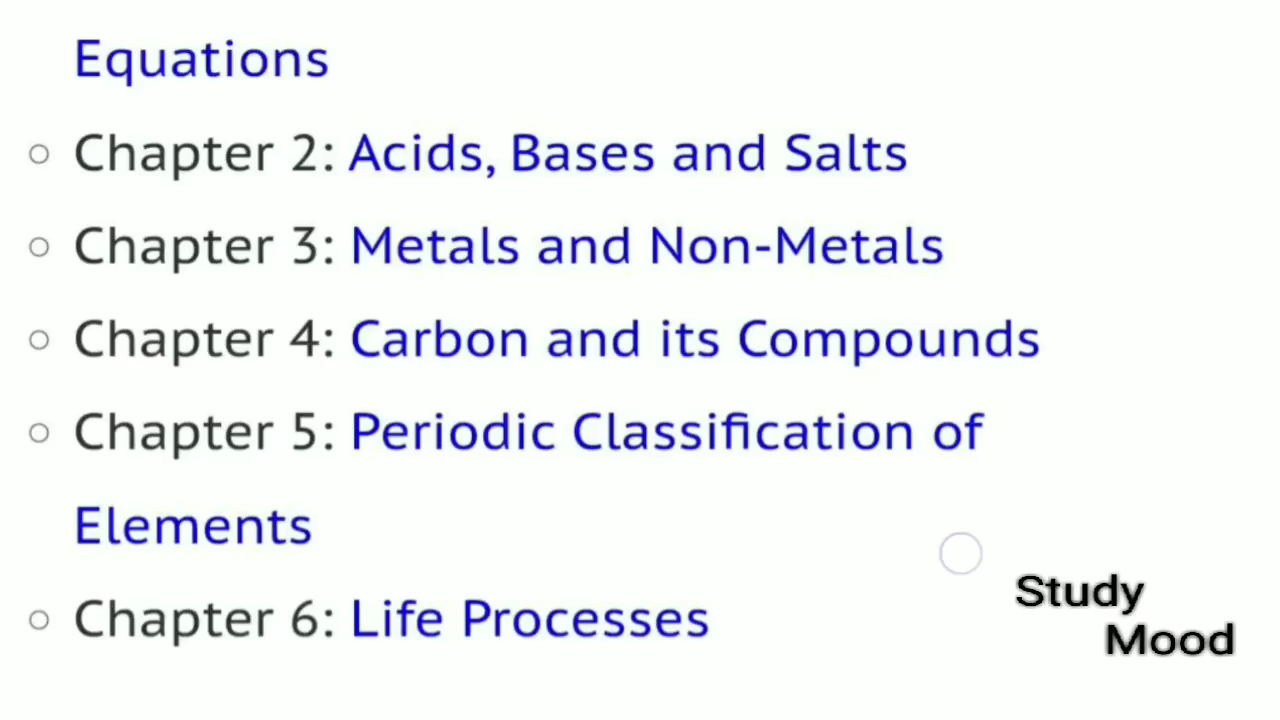 Equations
Chapter 2: Acids, Bases and Salts
Chapter 3: Metals and Non-Metals
Chapter 4: Carbon and its Compounds
Chapter 5: Periodic Classification of
Elements
Chapter 6: Life Processes
Study
Mood